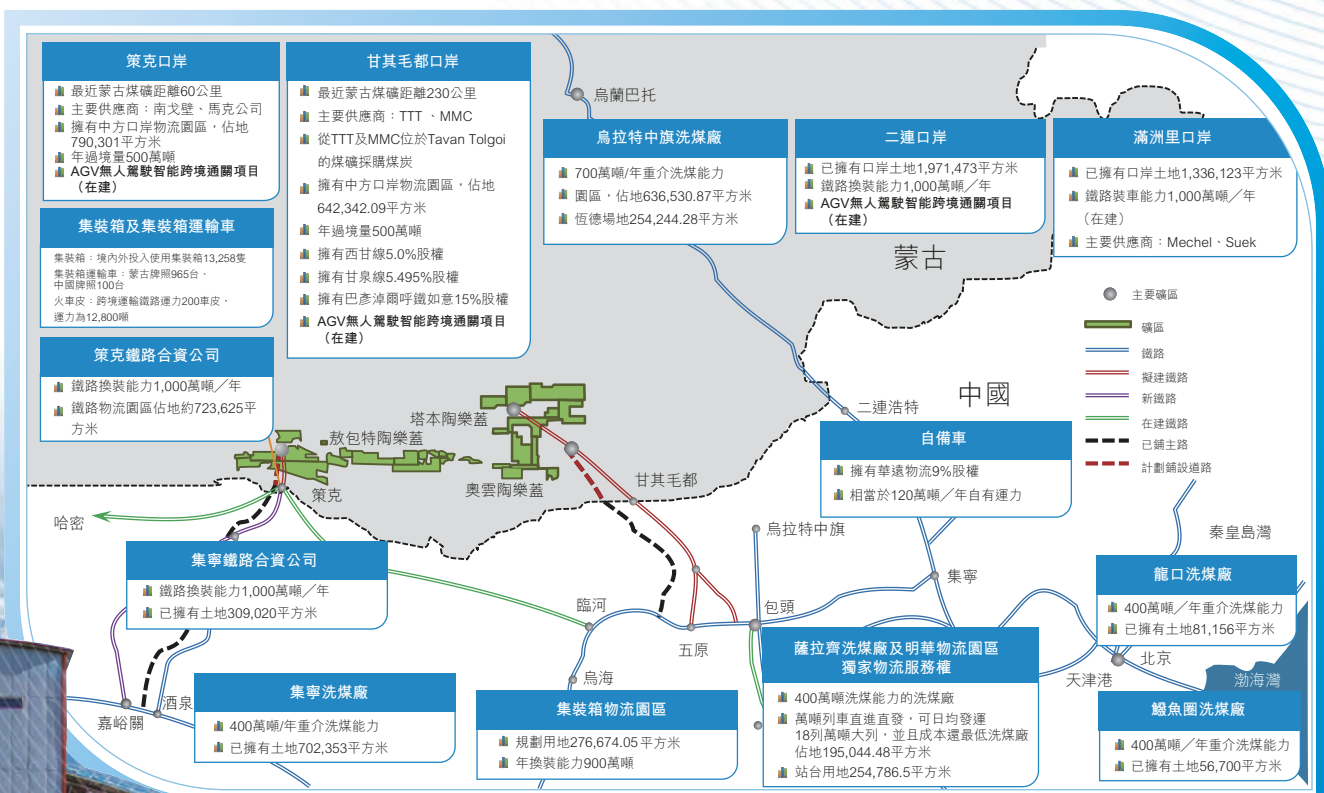 策克口岸
最近蒙古煤礦距離60公里
主要供應商：南戈壁、馬克公司
擁有中方口岸物流園區，佔地
790,301平方米
年過境量500萬噸
AGV無人駕駛智能跨境通關項目
（在建）
甘其毛都口岸
最近蒙古煤礦距離230公里
主要供應商：TTT 、MMC
從TTT及MMC位於Tavan Tolgoi
的煤礦採購煤炭
擁有中方口岸物流園區，佔地
642,342.09平方米
年過境量500萬噸
擁有西甘線5.0%股權
擁有甘泉線5.495%股權
擁有巴彥淖爾呼鐵如意15%股權
AGV無人駕駛智能跨境通關項目
（在建）
烏蘭巴托
烏拉特中旗洗煤廠
700萬噸/年重介洗煤能力
園區，佔地636,530.87平方米
恆德場地254,244.28平方米
二連口岸
已擁有口岸土地1,971,473平方米
鐵路換裝能力1,000萬噸／年
AGV無人駕駛智能跨境通關項目
（在建）
滿洲里口岸
已擁有口岸土地1,336,123平方米
鐵路裝車能力1,000萬噸／年
（在建）
主要供應商：Mechel、Suek
集裝箱及集裝箱運輸車
集裝箱：境內外投入使用集裝箱13,258隻
集裝箱運輸車：蒙古牌照965台、
中國牌照100台
火車皮：跨境運輸鐵路運力200車皮，
運力為12,800噸
蒙古
主要礦區
礦區
鐵路
擬建鐵路
新鐵路
在建鐵路
已鋪主路
計劃鋪設道路
策克鐵路合資公司
鐵路換裝能力1,000萬噸／年
鐵路物流園區佔地約723,625平
方米
塔本陶樂蓋
敖包特陶樂蓋
奧雲陶樂蓋
策克
甘其毛都
二連浩特
中國
自備車
擁有華遠物流9%股權
相當於120萬噸／年自有運力
哈密
烏拉特中旗
秦皇島灣
集寧鐵路合資公司
鐵路換裝能力1,000萬噸／年
已擁有土地309,020平方米
集寧
臨河
包頭
五原
龍口洗煤廠
400萬噸／年重介洗煤能力
已擁有土地81,156平方米
薩拉齊洗煤廠及明華物流園區
獨家物流服務權
400萬噸洗煤能力的洗煤廠
萬噸列車直進直發，可日均發運
18列萬噸大列，並且成本還最低洗煤廠
佔地195,044.48平方米
站台用地254,786.5平方米
北京
天津港
渤海灣
烏海
嘉峪關
酒泉
集寧洗煤廠
400萬噸/年重介洗煤能力
已擁有土地702,353平方米
集裝箱物流園區
規劃用地276,674.05平方米
年換裝能力900萬噸
鱍魚圈洗煤廠
400萬噸／年重介洗煤能力
已擁有土地56,700平方米